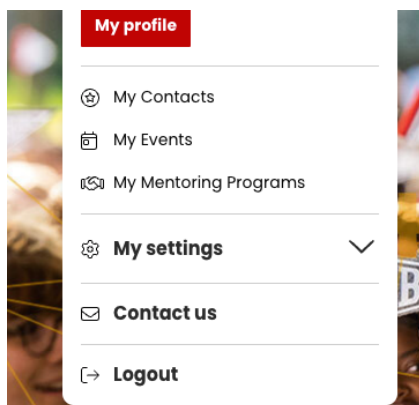 My profile
My Contacts
My Events
My Mentoring Programs
My settings
Contact us
Logout